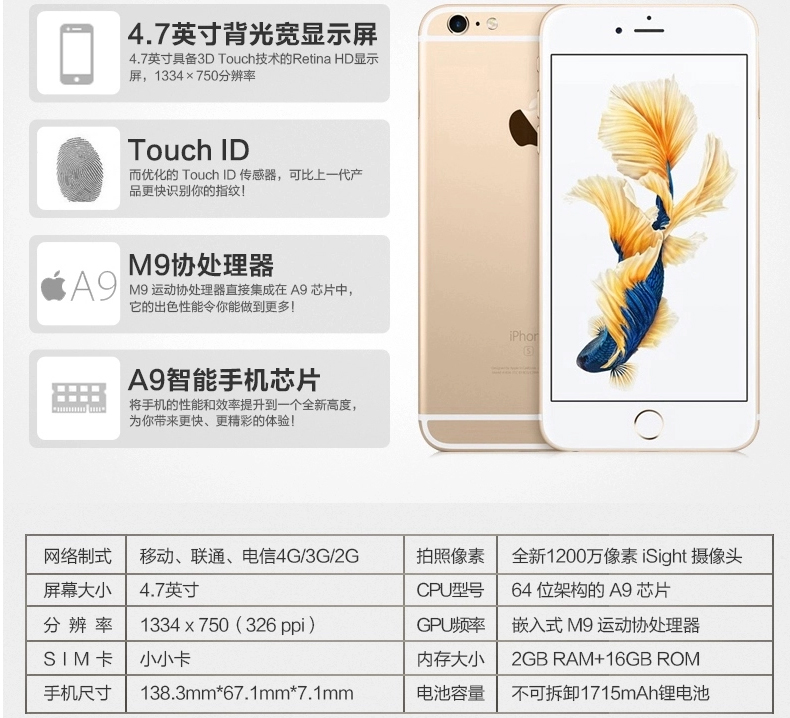 4.7英寸背光宽显示屏
4.7英寸具备3D Touch技术的Retina HD显示
屏，1334×750分辨率
Touch ID
而优化的 Touch ID 传感器，可比上一代产
品更快识别你的指纹！
M9协处理器
A9
M9 运动协处理器直接集成在 A9 芯片中，
它的出色性能令你能做到更多！
A9智能手机芯片
将手机的性能和效率提升到一个全新高度，
为你带来更快、更精彩的体验！
iPhon
S
网络制式 移动、联通、电信4G/3G/2G 拍照像素 全新1200万像素 iSight 摄像头
屏幕大小 4.7英寸 CPU型号 64 位架构的 A9 芯片
分 辨 率 1334 x 750（326 ppi） GPU频率 嵌入式 M9 运动协处理器
SIM卡 小小卡 内存大小 2GB RAM+16GB ROM
手机尺寸 138.3mm*67.1mm*7.1mm 电池容量 不可拆卸1715mAh锂电池